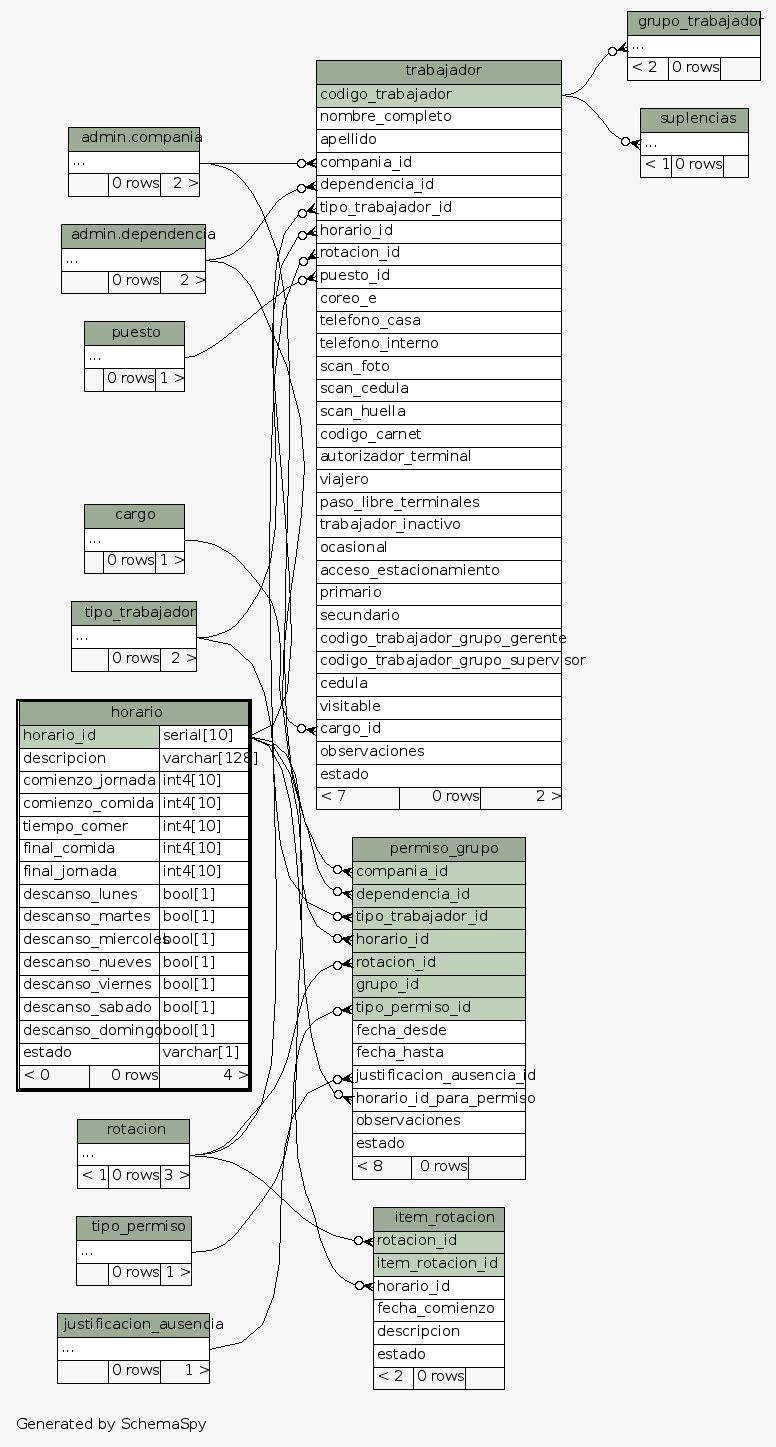 grupo_trabajador
...
< 2 0 rows
suplencias
...
< 1 0 rows
trabajador
codigo_trabajador
nombre_completo
apellido
compania_id
dependencia_id
tipo_trabajador_id
horario_id
rotacion_id
puesto_id
coreo_e
telefono_casa
telefono_interno
scan_foto
scan_cedula
scan_huella
codigo_carnet
autorizador_terminal
viajero
paso_libre_terminales
trabajador_inactivo
ocasional
acceso_estacionamiento
primario
secundario
codigo_trabajador_grupo_gerente
codigo_trabajador_grupo_supervisor
cedula
visitable
cargo_id
observaciones
estado
< 7 0 rows 2 >
admin.compania
...
0 rows 2 >
admin.dependencia
...
0 rows 2 >
puesto
...
0 rows 1 >
cargo
...
0 rows 1 >
tipo_trabajador
...
0 rows 2 >
horario
horario_id serial[10]
descripcion varchar[128]
comienzo_jornada int4[10]
comienzo_comida int4[10]
tiempo_comer int4[10]
final_comida int4[10]
final_jornada int4[10]
descanso_lunes bool[1]
descanso_martes bool[1]
descanso_miercoles bool[1]
descanso_nueves bool[1]
descanso_viernes bool[1]
descanso_sabado bool[1]
descanso_domingo bool[1]
estado varchar[1]
< 0 0 rows 4 >
permiso_grupo
compania_id
dependencia_id
tipo_trabajador_id
horario_id
rotacion_id
grupo_id
tipo_permiso_id
fecha_desde
fecha_hasta
justificacion_ausencia_id
horario_id_para_permiso
observaciones
estado
< 8 0 rows
rotacion
...
< 1 0 rows 3 >
tipo_permiso
...
0 rows 1 >
justificacion_ausencia
...
0 rows 1 >
item_rotacion
rotacion_id
item_rotacion_id
horario_id
fecha_comienzo
descripcion
estado
< 2 0 rows
Generated by SchemaSpy